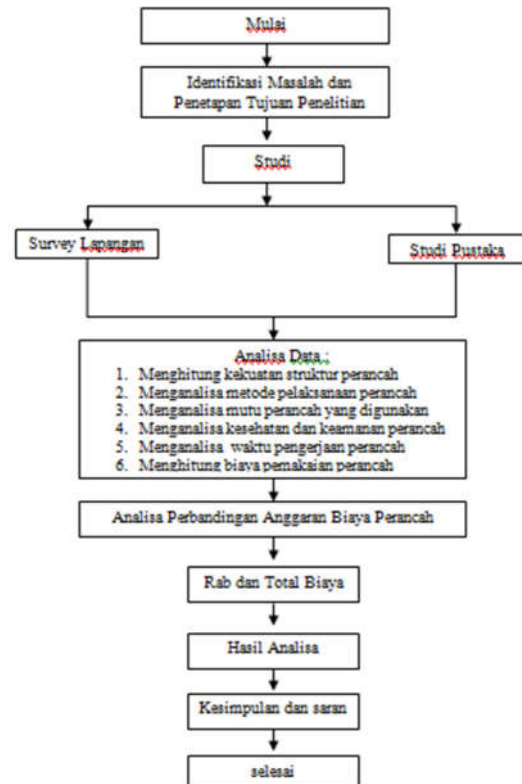 Mulai
Identifikasi Masalah dan
Penetapan Tujuan Penelitian
Studi
Survey Lapangan
Studi Pustaka
Analisa Data ;
1. Menghitung kekuatan struktur perancah
2. Menganalisa metode pelaksanaan perancah
3. Menganalisa mutu perancah yang digunakan
4. Menganalisa kesehatan dan keamanan perancah
5. Menganalisa waktu pengerjaan perancah
6. Menghitung biaya pemakaian perancah
Analisa Perbandingan Anggaran Biaya Perancah
Rab dan Total Biaya
Hasil Analisa
Kesimpulan dan saran
selesai